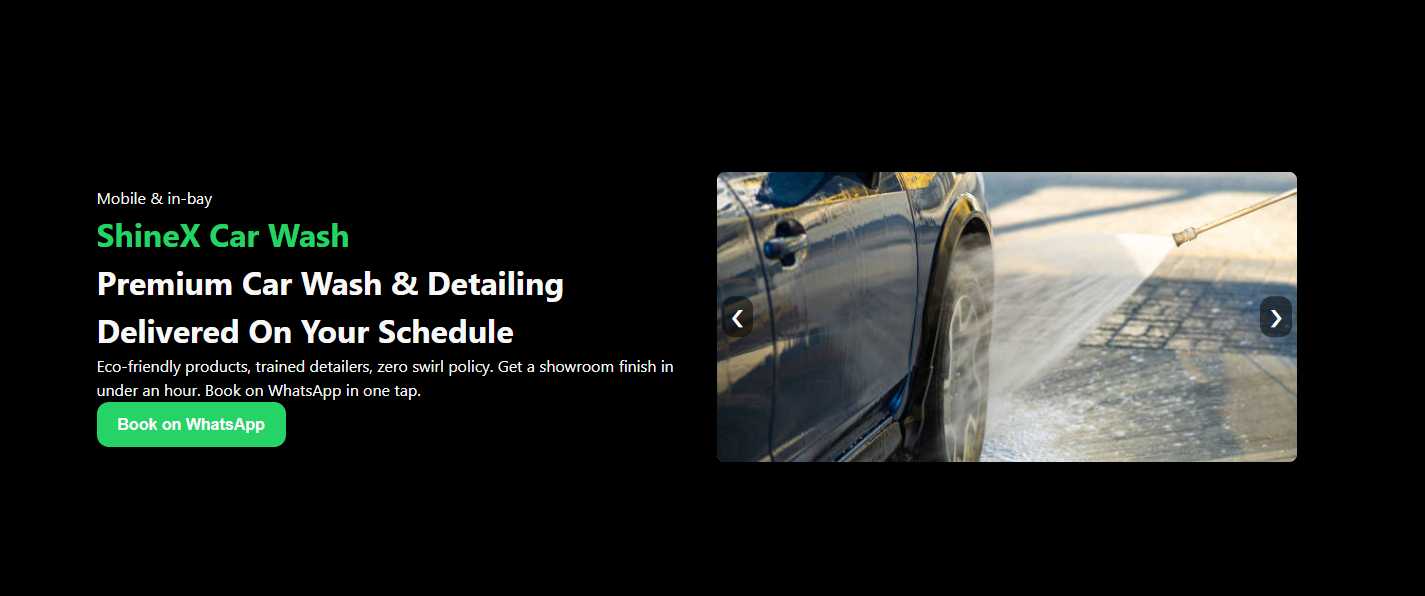 Mobile & in-bay
ShineX Car Wash
Premium Car Wash & Detailing
Delivered On Your Schedule
Eco-friendly products, trained detailers, zero swirl policy. Get a showroom finish in
under an hour. Book on WhatsApp in one tap.
Book on WhatsApp